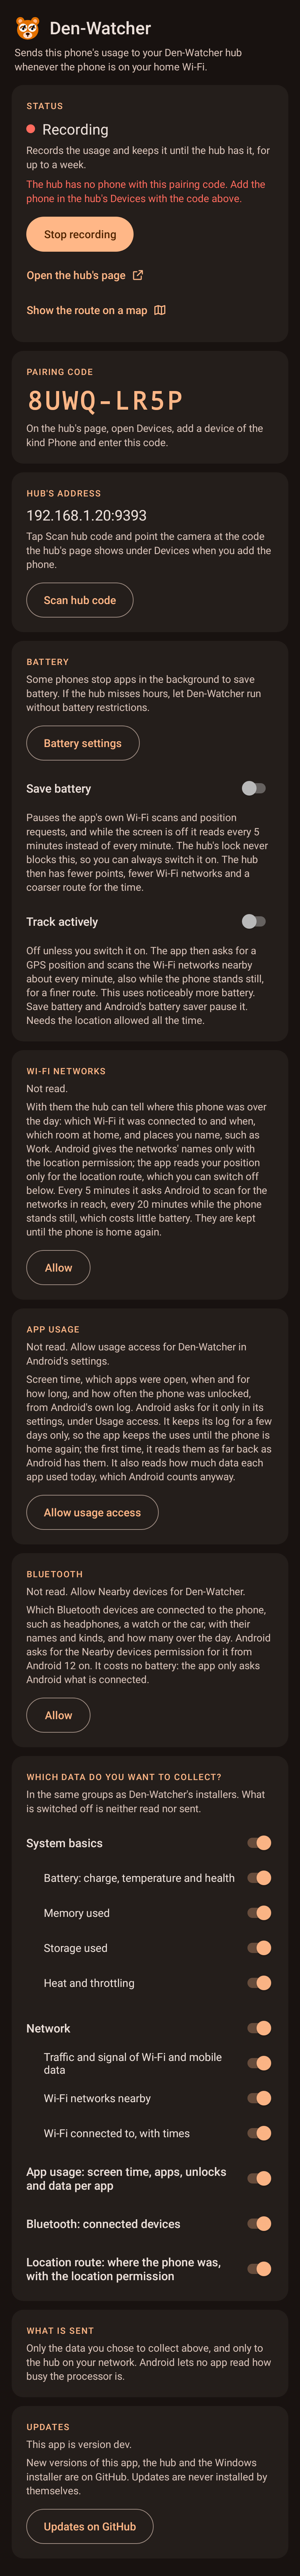 Den-Watcher
Sends this phone's usage to your Den-Watcher hub
whenever the phone is on your home Wi-Fi.
STATUS
Recording
Records the usage and keeps it until the hub has it, for
up to a week.
The hub has no phone with this pairing code. Add the
phone in the hub's Devices with the code above.
Stop recording
Open the hub's page
Show the route on a map
PAIRING CODE
8UWQ-LR5P
On the hub's page, open Devices, add a device of the
kind Phone and enter this code.
HUB'S ADDRESS
192.168.1.20:9393
Tap Scan hub code and point the camera at the code
the hub's page shows under Devices when you add the
phone.
Scan hub code
BATTERY
Some phones stop apps in the background to save
battery. If the hub misses hours, let Den-Watcher run
without battery restrictions.
Battery settings
Save battery
Pauses the app's own Wi-Fi scans and position
requests, and while the screen is off it reads every 5
minutes instead of every minute. The hub's lock never
blocks this, so you can always switch it on. The hub
then has fewer points, fewer Wi-Fi networks and a
coarser route for the time.
Track actively
Off unless you switch it on. The app then asks for a
GPS position and scans the Wi-Fi networks nearby
about every minute, also while the phone stands still,
for a finer route. This uses noticeably more battery.
Save battery and Android's battery saver pause it.
Needs the location allowed all the time.
WI-FI NETWORKS
Not read.
With them the hub can tell where this phone was over
the day: which Wi-Fi it was connected to and when,
which room at home, and places you name, such as
Work. Android gives the networks' names only with
the location permission; the app reads your position
only for the location route, which you can switch off
below. Every 5 minutes it asks Android to scan for the
networks in reach, every 20 minutes while the phone
stands still, which costs little battery. They are kept
until the phone is home again.
Allow
APP USAGE
Not read. Allow usage access for Den-Watcher in
Android's settings.
Screen time, which apps were open, when and for
how long, and how often the phone was unlocked,
from Android's own log. Android asks for it only in its
settings, under Usage access. It keeps its log for a few
days only, so the app keeps the uses until the phone is
home again; the first time, it reads them as far back as
Android has them. It also reads how much data each
app used today, which Android counts anyway.
Allow usage access
BLUETOOTH
Not read. Allow Nearby devices for Den-Watcher.
Which Bluetooth devices are connected to the phone,
such as headphones, a watch or the car, with their
names and kinds, and how many over the day. Android
asks for the Nearby devices permission for it from
Android 12 on. It costs no battery: the app only asks
Android what is connected.
Allow
WHICH DATA DO YOU WANT TO COLLECT?
In the same groups as Den-Watcher's installers. What
is switched off is neither read nor sent.
System basics
Battery: charge, temperature and health
Memory used
Storage used
Heat and throttling
Network
Traffic and signal of Wi-Fi and mobile
data
Wi-Fi networks nearby
Wi-Fi connected to, with times
App usage: screen time, apps, unlocks
and data per app
Bluetooth: connected devices
Location route: where the phone was,
with the location permission
WHAT IS SENT
Only the data you chose to collect above, and only to
the hub on your network. Android lets no app read how
busy the processor is.
UPDATES
This app is version dev.
New versions of this app, the hub and the Windows
installer are on GitHub. Updates are never installed by
themselves.
Updates on GitHub